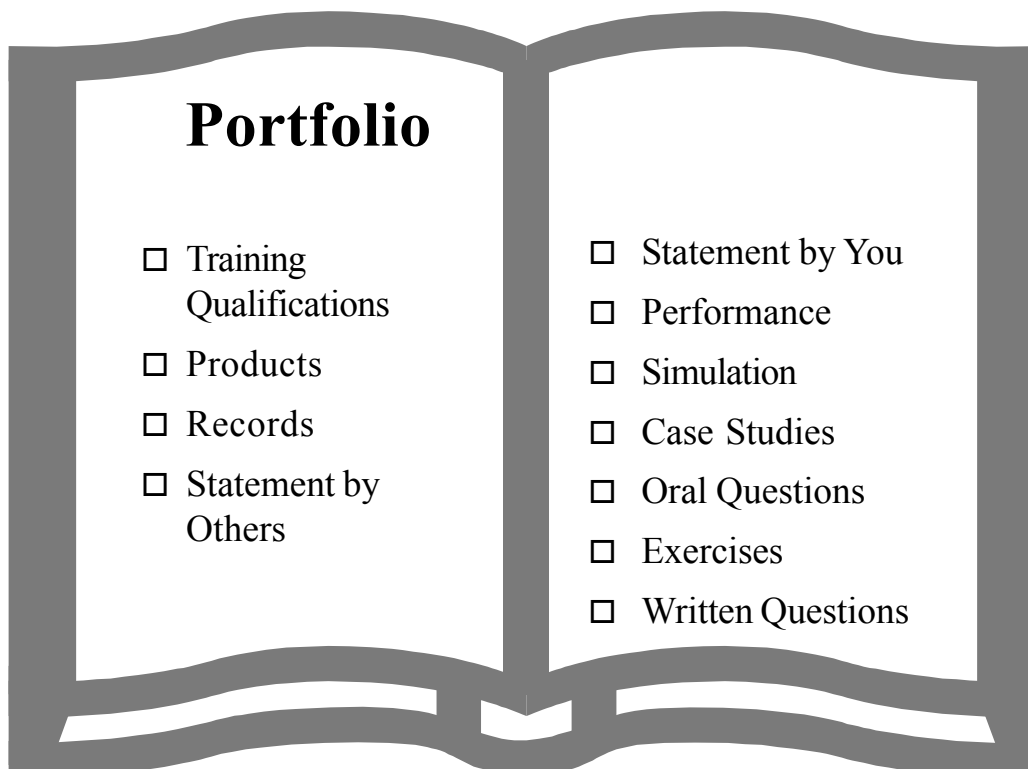 Portfolio
☐ Training
Qualifications
☐ Products
☐ Records
☐ Statement by
Others
☐ Statement by You
☐ Performance
☐ Simulation
☐ Case Studies
☐ Oral Questions
☐ Exercises
☐ Written Questions